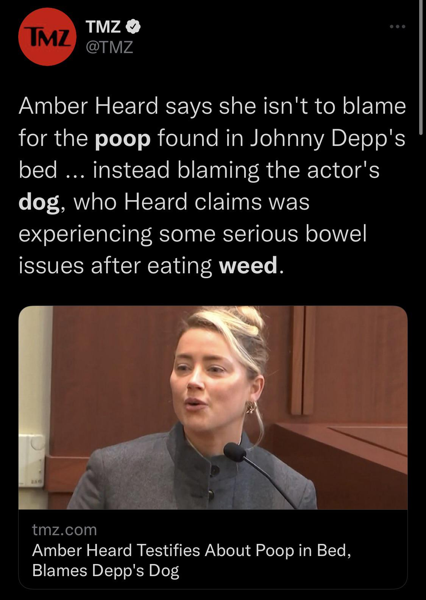 TMZ
TMZ
@TMZ
Amber Heard says she isn't to blame
for the poop found in Johnny Depp's
bed ... instead blaming the actor's
dog, who Heard claims was
experiencing some serious bowel
issues after eating weed.
tmz.com
Amber Heard Testifies About Poop in Bed,
Blames Depp's Dog